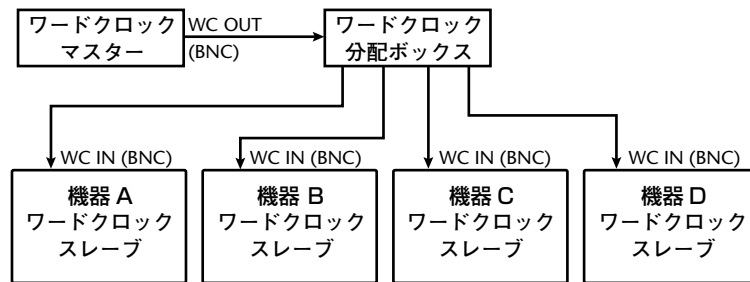 ワードクロック
マスター
WC OUT
(BNC)
ワードクロック
分配ボックス
WC IN (BNC)
WC IN (BNC)
WC IN (BNC)
WC IN (BNC)
機器 A
ワードクロック
スレーブ
機器 B
ワードクロック
スレーブ
機器 C
ワードクロック
スレーブ
機器 D
ワードクロック
スレーブ